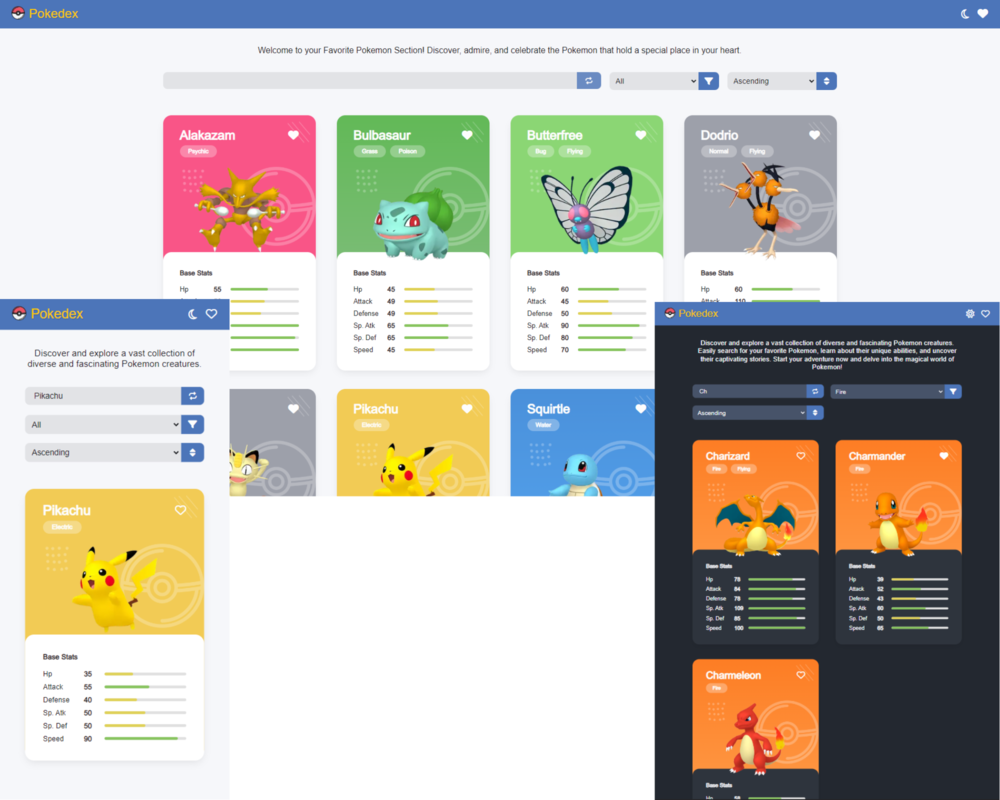 Pokedex
Welcome to your Favorite Pokemon Section! Discover, admire, and celebrate the Pokemon that hold a special place in your heart.
All
Ascending
Alakazam
Psychic
Base Stats
Hp 55
Bulbasaur
Grass Poison
Base Stats
Hp 45
Attack 49
Defense 49
Sp. Atk 65
Sp. Def 65
Speed 45
Butterfree
Bug Flying
Base Stats
Hp 60
Attack 45
Defense 50
Sp. Atk 90
Sp. Def 80
Speed 70
Dodrio
Normal Flying
Base Stats
Hp 60
Attack 110
Pikachu
Electric
Squirtle
Water
Pokedex
Discover and explore a vast collection of
diverse and fascinating Pokemon creatures.
Pikachu
All
Ascending
Pikachu
Electric
Base Stats
Hp 35
Attack 55
Defense 40
Sp. Atk 50
Sp. Def 50
Speed 90
Pokedex
Discover and explore a vast collection of diverse and fascinating Pokemon creatures.
Easily search for your favorite Pokemon, learn about their unique abilities, and uncover
their captivating stories. Start your adventure now and delve into the magical world of
Pokemon!
Ch
Fire
Ascending
Charizard
Fire Flying
Base Stats
Hp 78
Attack 84
Defense 78
Sp. Atk 109
Sp. Def 85
Speed 100
Charmander
Fire
Base Stats
Hp 39
Attack 52
Defense 43
Sp. Atk 60
Sp. Def 50
Speed 65
Charmeleon
Fire
Base Stats
Hp 58